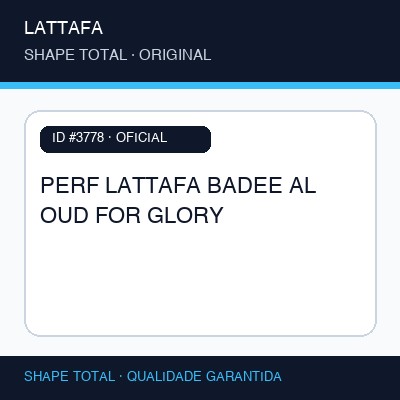 LATTAFA
SHAPE TOTAL · ORIGINAL
ID #3778 · OFICIAL
PERF LATTAFA BADEE AL
OUD FOR GLORY
SHAPE TOTAL · QUALIDADE GARANTIDA